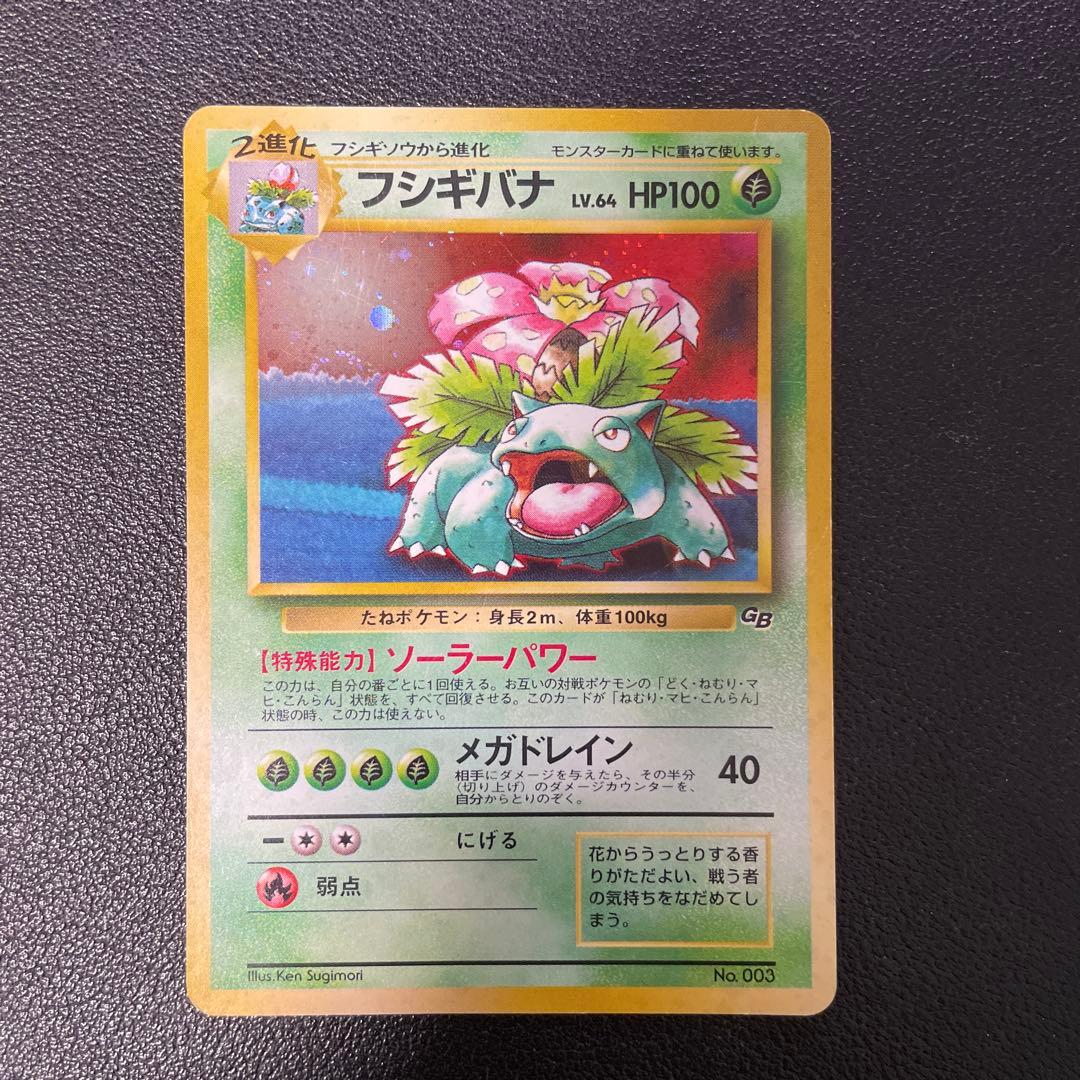 2進化 フシギソウから進化 モンスターカードに重ねて使います。
フシギバナ LV.64 HP100
たねポケモン：身長2m、体重100kg GB
【特殊能力】ソーラーパワー
この力は、自分の番ごとに1回使える。お互いの対戦ポケモンの「どく・ねむり・マ
ヒ・こんらん」状態を、すべて回復させる。このカードが「ねむり・マヒ・こんらん」
状態の時、この力は使えない。
メガドレイン 40
相手にダメージを与えたら、その半分
（切り上げ）のダメージカウンターを、
自分からとりのぞく。
ー にげる
弱点
花からうっとりする香
りがただよい、戦う者
の気持ちをなだめてし
まう。
Illus.Ken Sugimori No. 003